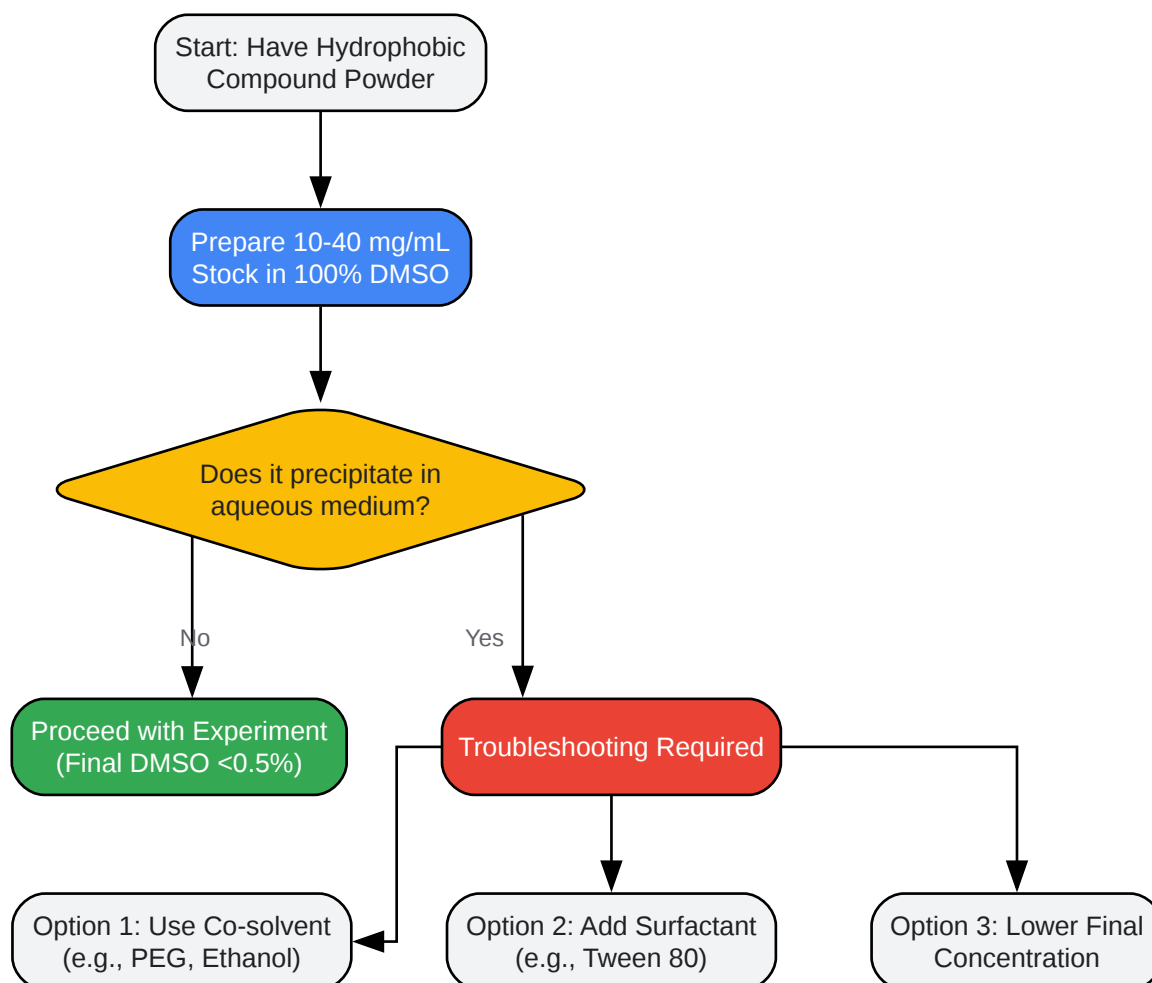 Start: Have Hydrophobic
Compound Powder
Prepare 10-40 mg/mL
Stock in 100% DMSO
Does it precipitate in
aqueous medium?
No
Yes
Proceed with Experiment
(Final DMSO <0.5%)
Troubleshooting Required
Option 1: Use Co-solvent
(e.g., PEG, Ethanol)
Option 2: Add Surfactant
(e.g., Tween 80)
Option 3: Lower Final
Concentration